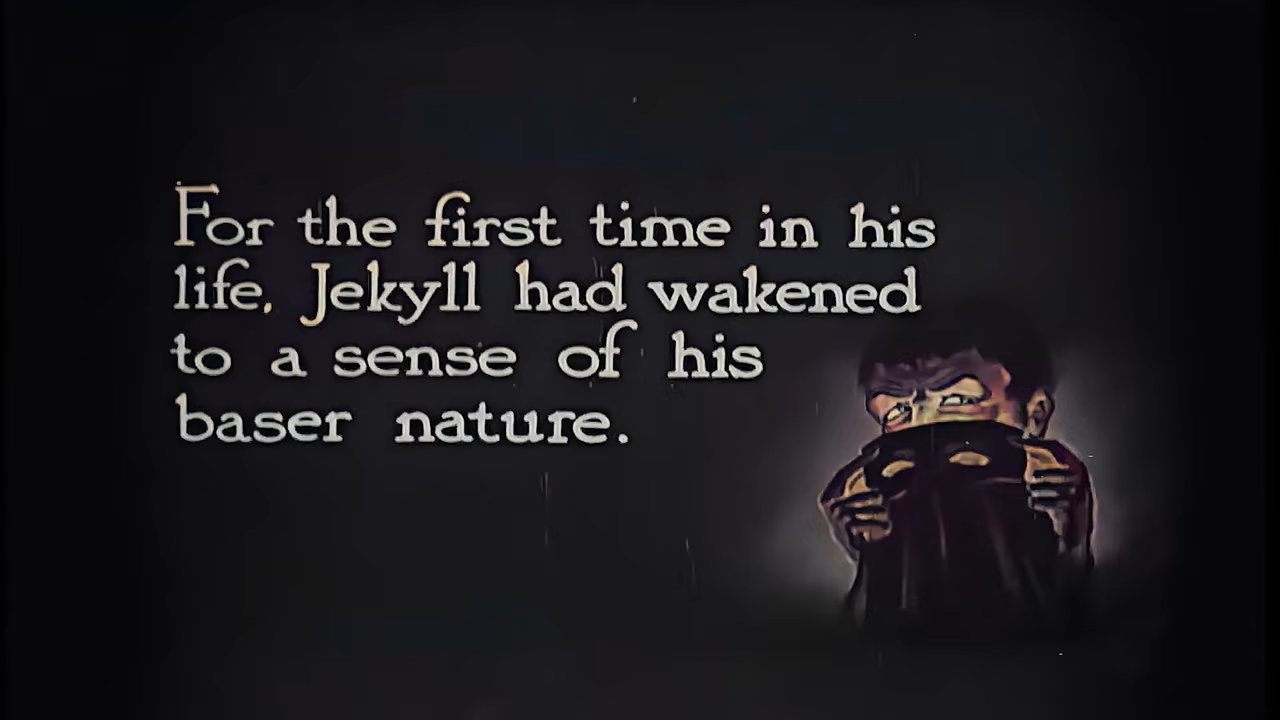 For the first time in his
life, Jekyll had wakened
to a sense of his
baser nature.